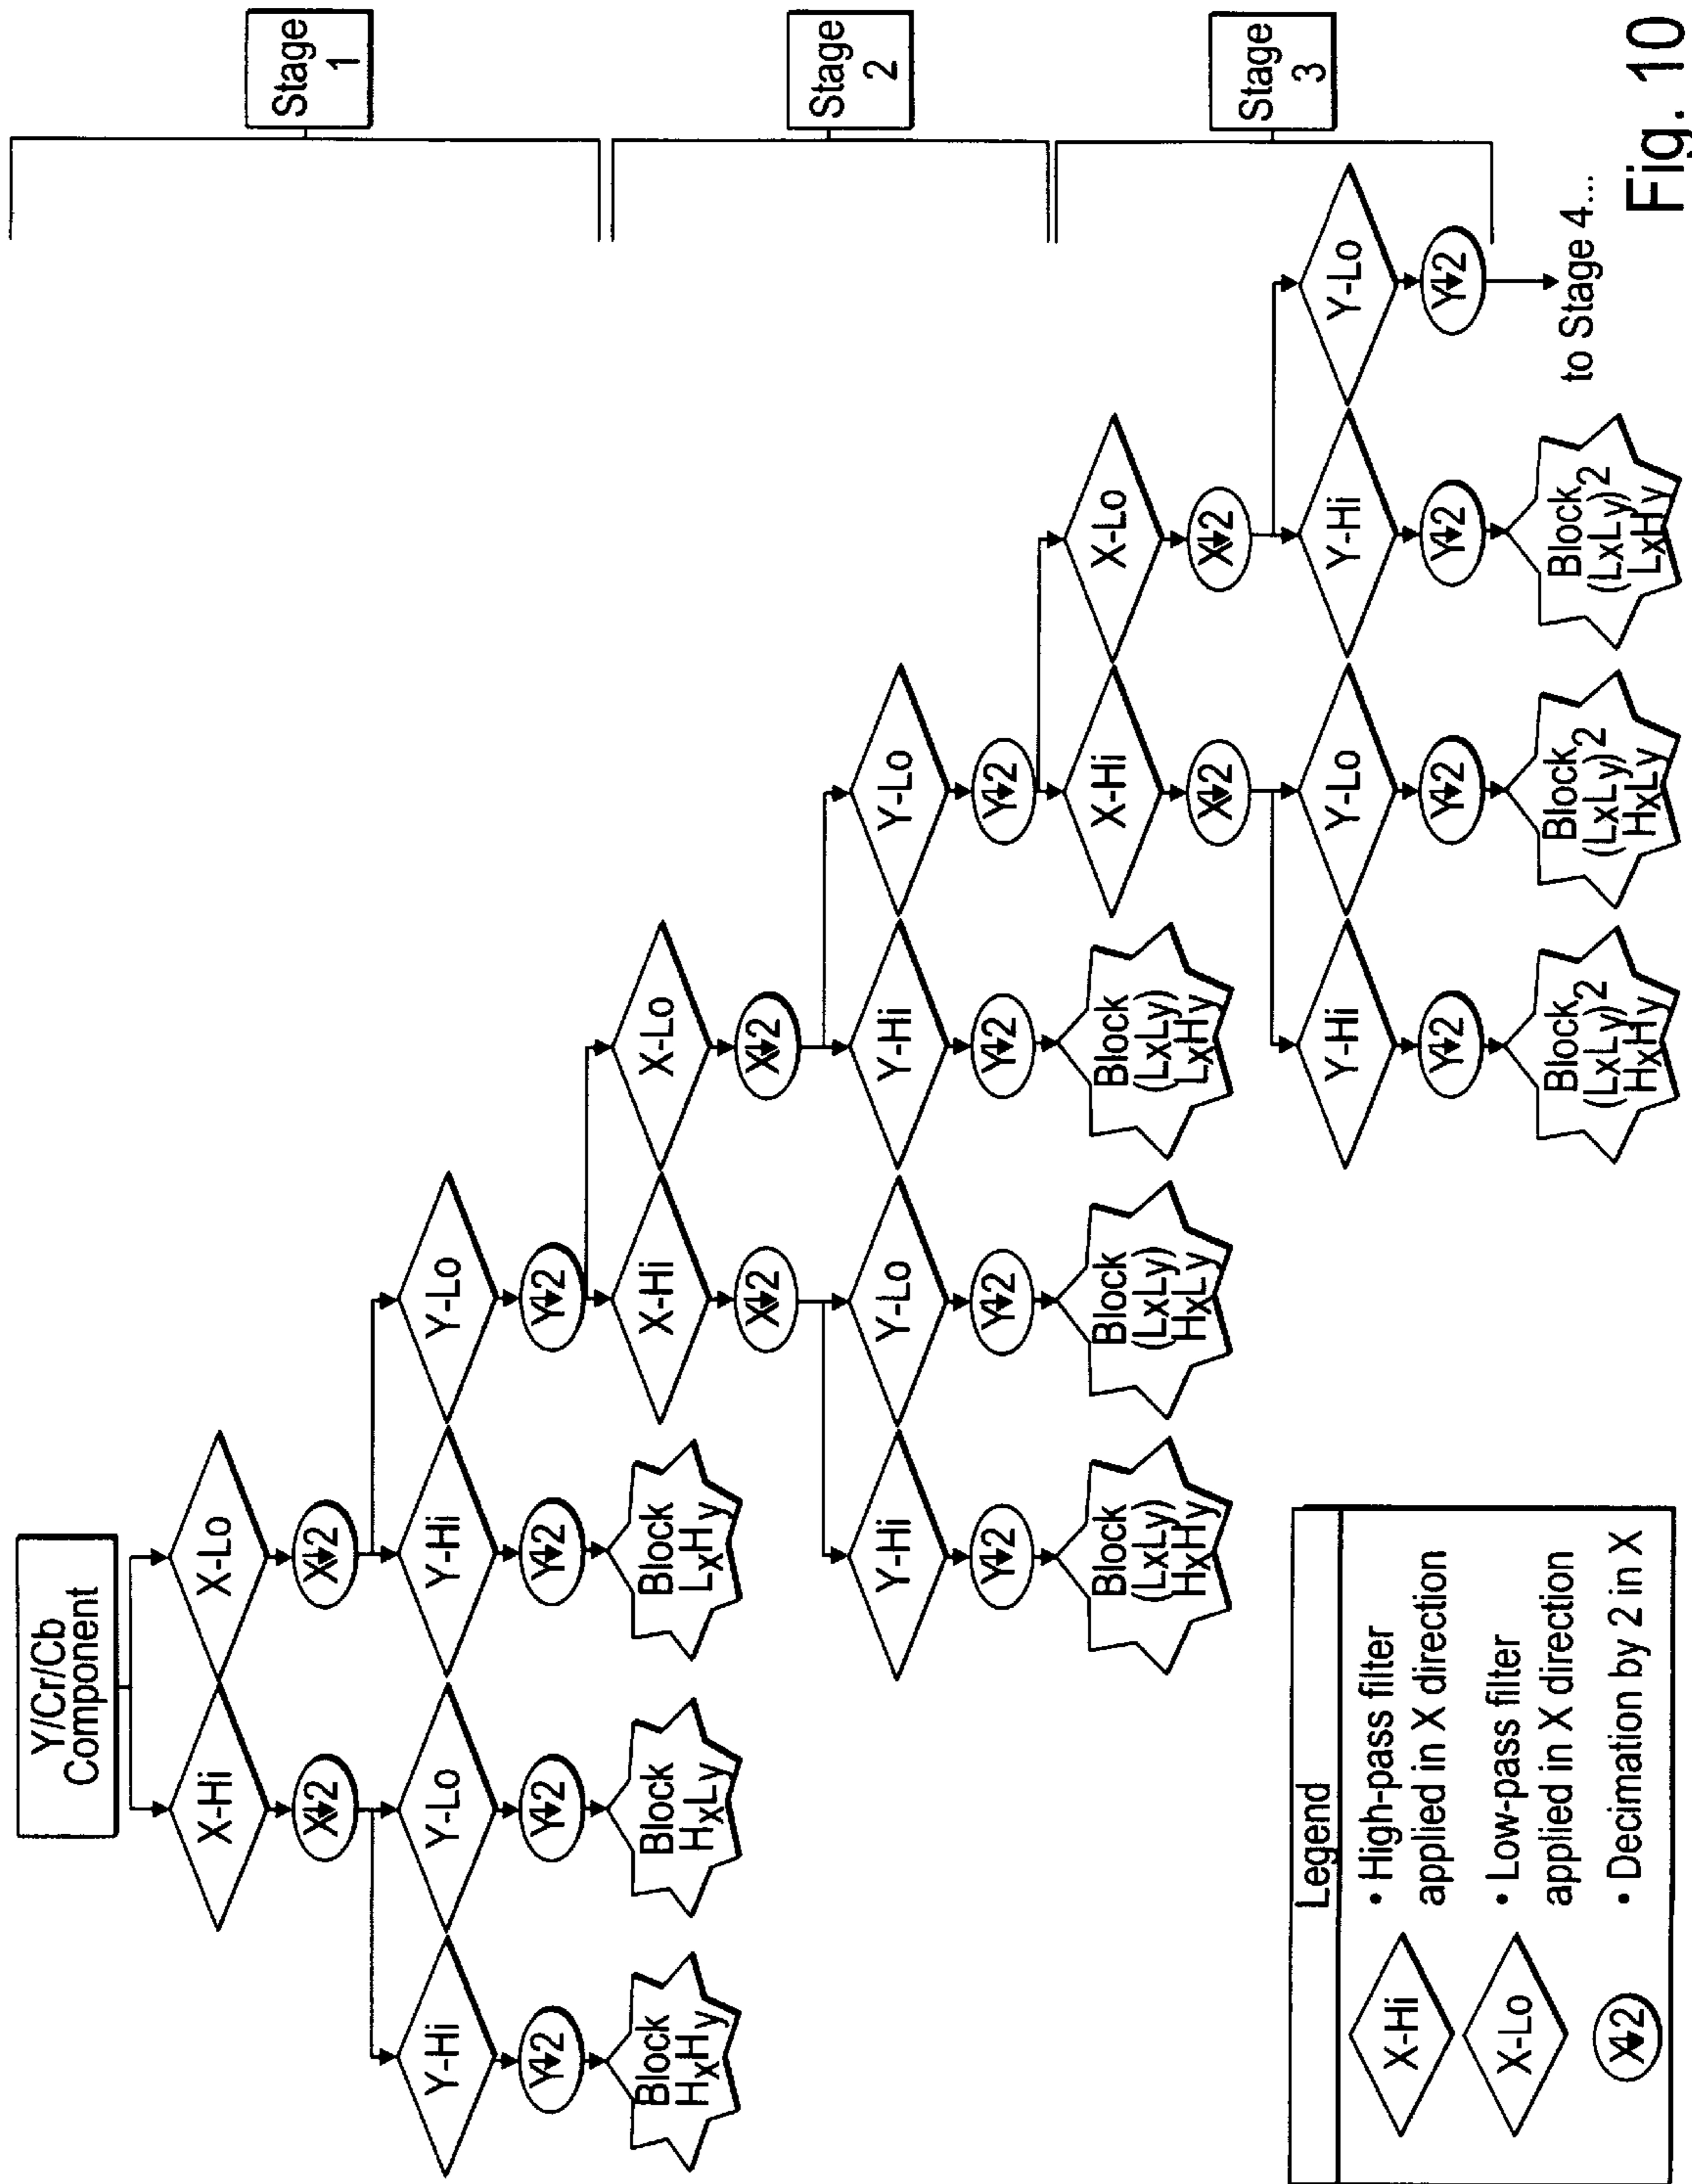 Y/Cr/Cb
Component
X-Hi
X-Lo
X↓2
X↓2
Stage
1
Y-Hi
Y-Lo
Y-Hi
Y-Lo
Y↓2
Y↓2
Y↓2
Y↓2
Block
HxHy
Block
HxLy
Block
LxHy
X-Hi
X-Lo
X↓2
X↓2
Stage
2
Y-Hi
Y-Lo
Y-Hi
Y-Lo
Y↓2
Y↓2
Y↓2
Y↓2
Block
(LxLy)
HxHy
Block
(LxLy)
HxLy
Block
(LxLy)
LxHy
X-Hi
X-Lo
X↓2
X↓2
Stage
3
Y-Hi
Y-Lo
Y-Hi
Y-Lo
Y↓2
Y↓2
Y↓2
Y↓2
Block
(LxLy)²
HxHy
Block
(LxLy)²
HxLy
Block
(LxLy)²
LxHy
to Stage 4...
Legend
X-Hi
• High-pass filter
applied in X direction
X-Lo
• Low-pass filter
applied in X direction
X↓2
• Decimation by 2 in X
Fig. 10